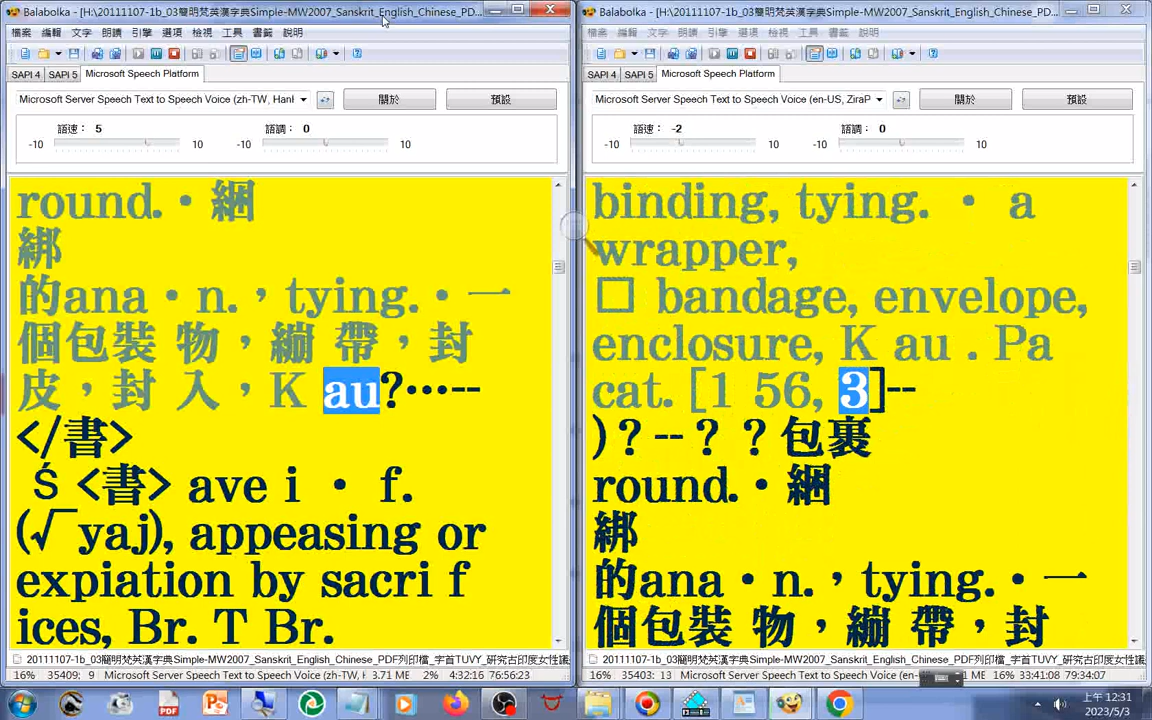 Balabolka - [H:\20111107-1b_03簡明梵英漢字典Simple-MW2007_Sanskrit_English_Chinese_PD...
檔案 編輯 文字 朗讀 引擎 選項 檢視 工具 書籤 說明
SAPI 4 SAPI 5 Microsoft Speech Platform
Microsoft Server Speech Text to Speech Voice (zh-TW, Hanl
關於 預設
語速： 5 語調： 0
-10 10 -10 10
round.‧綑
綁
的ana‧n.，tying.‧一
個包裝 物，繃 帶，封
皮，封 入，K au?…--
</書>
Ś <書> ave i ‧ f.
(√yaj), appeasing or
expiation by sacri f
ices, Br. T Br.
20111107-1b_03簡明梵英漢字典Simple-MW2007_Sanskrit_English_Chinese_PDF列印檔_字首TUVY_研究古印度女性議
16% 35409; 9 Microsoft Server Speech Text to Speech Voice (zh-TW, H 3.71 ME 2% 4:32:16 76:56:23
Balabolka - [H:\20111107-1b_03簡明梵英漢字典Simple-MW2007_Sanskrit_English_Chinese_PD...
檔案 編輯 文字 朗讀 引擎 選項 檢視 工具 書籤 說明
SAPI 4 SAPI 5 Microsoft Speech Platform
Microsoft Server Speech Text to Speech Voice (en-US, ZiraP
關於 預設
語速： -2 語調： 0
-10 10 -10 10
binding, tying. ‧ a
wrapper,
□ bandage, envelope,
enclosure, K au . Pa
cat. [1 56, 3]--
)？--？？包裹
round.‧綑
綁
的ana‧n.，tying.‧一
個包裝 物，繃 帶，封
20111107-1b_03簡明梵英漢字典Simple-MW2007_Sanskrit_English_Chinese_PDF列印檔_字首TUVY_研究古印度女性議
16% 35403: 13 Microsoft Server Speech Text to Speech Voice (en- ME 16% 33:41:08 79:34:07
上午 12:31
2023/5/3